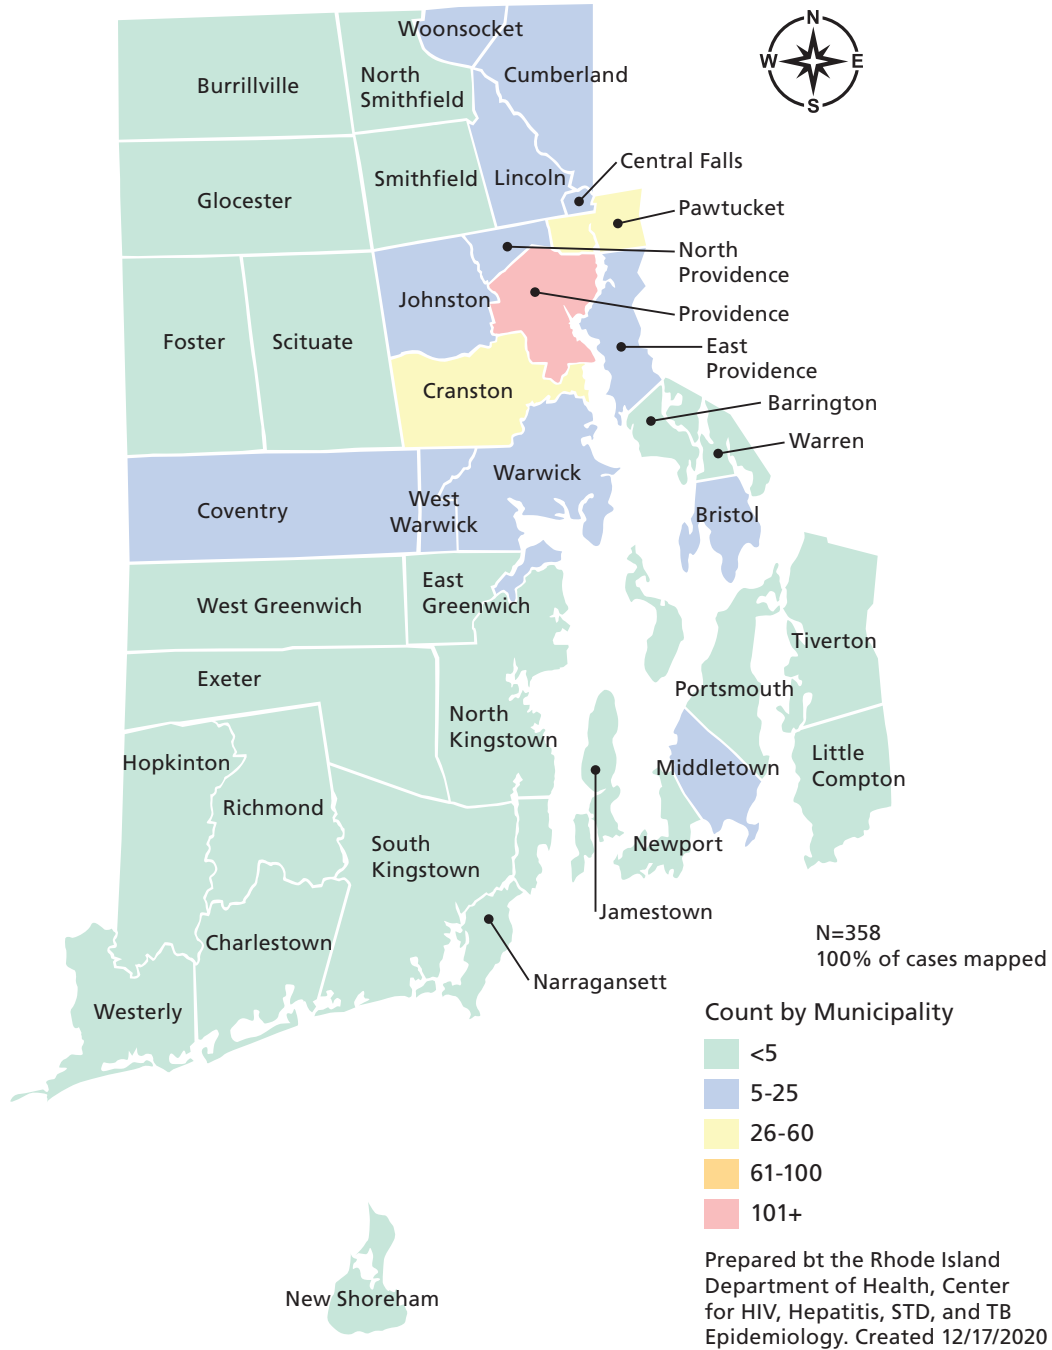 N
W
E
S
Woonsocket
Cumberland
Burrillville
North
Smithfield
Central Falls
Smithfield
Lincoln
Glocester
Pawtucket
North
Providence
Johnston
Providence
Foster
Scituate
East
Providence
Cranston
Barrington
Warren
Warwick
Coventry
West
Warwick
Bristol
East
Greenwich
West Greenwich
Tiverton
Exeter
Portsmouth
North
Kingstown
Hopkinton
Middletown
Little
Compton
Richmond
South
Kingstown
Newport
Jamestown
Charlestown
Narragansett
Westerly
N=358
100% of cases mapped
Count by Municipality
<5
5-25
26-60
61-100
101+
New Shoreham
Prepared bt the Rhode Island
Department of Health, Center
for HIV, Hepatitis, STD, and TB
Epidemiology. Created 12/17/2020